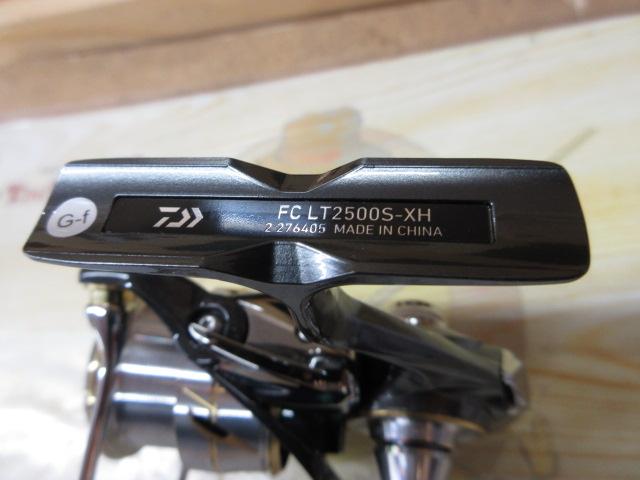 G-f
FC LT2500S-XH
2 276405 MADE IN CHINA